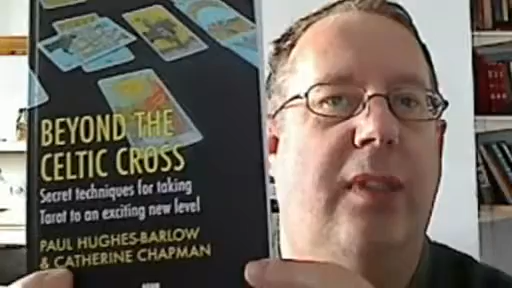 BEYOND THE
CELTIC CROSS
Secret techniques for taking
Tarot to an exciting new level
PAUL HUGHES-BARLOW
& CATHERINE CHAPMAN